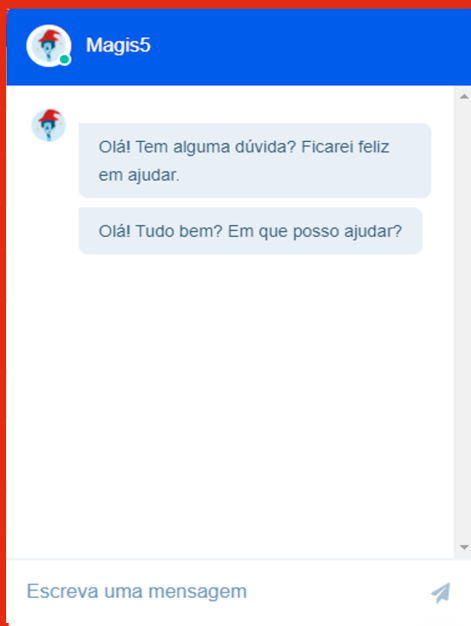 Magis5
Olá! Tem alguma dúvida? Ficarei feliz
em ajudar.
Olá! Tudo bem? Em que posso ajudar?
Escreva uma mensagem